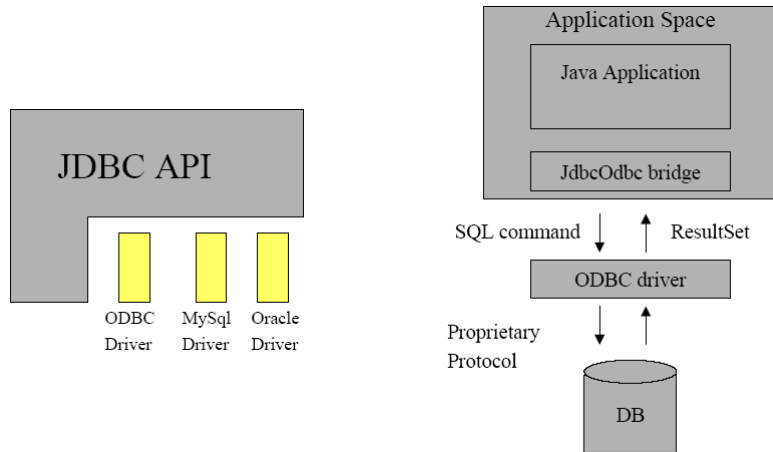 JDBC API
ODBC
Driver
MySql
Driver
Oracle
Driver
Application Space
Java Application
JdbcOdbc bridge
SQL command
ResultSet
ODBC driver
Proprietary
Protocol
DB